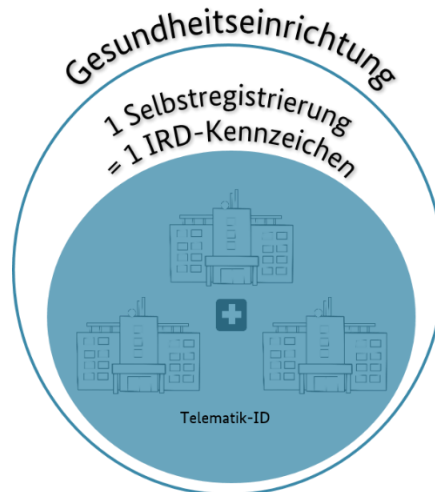 Gesundheitseinrichtung
1 Selbstregistrierung
= 1 IRD-Kennzeichen
Telematik-ID